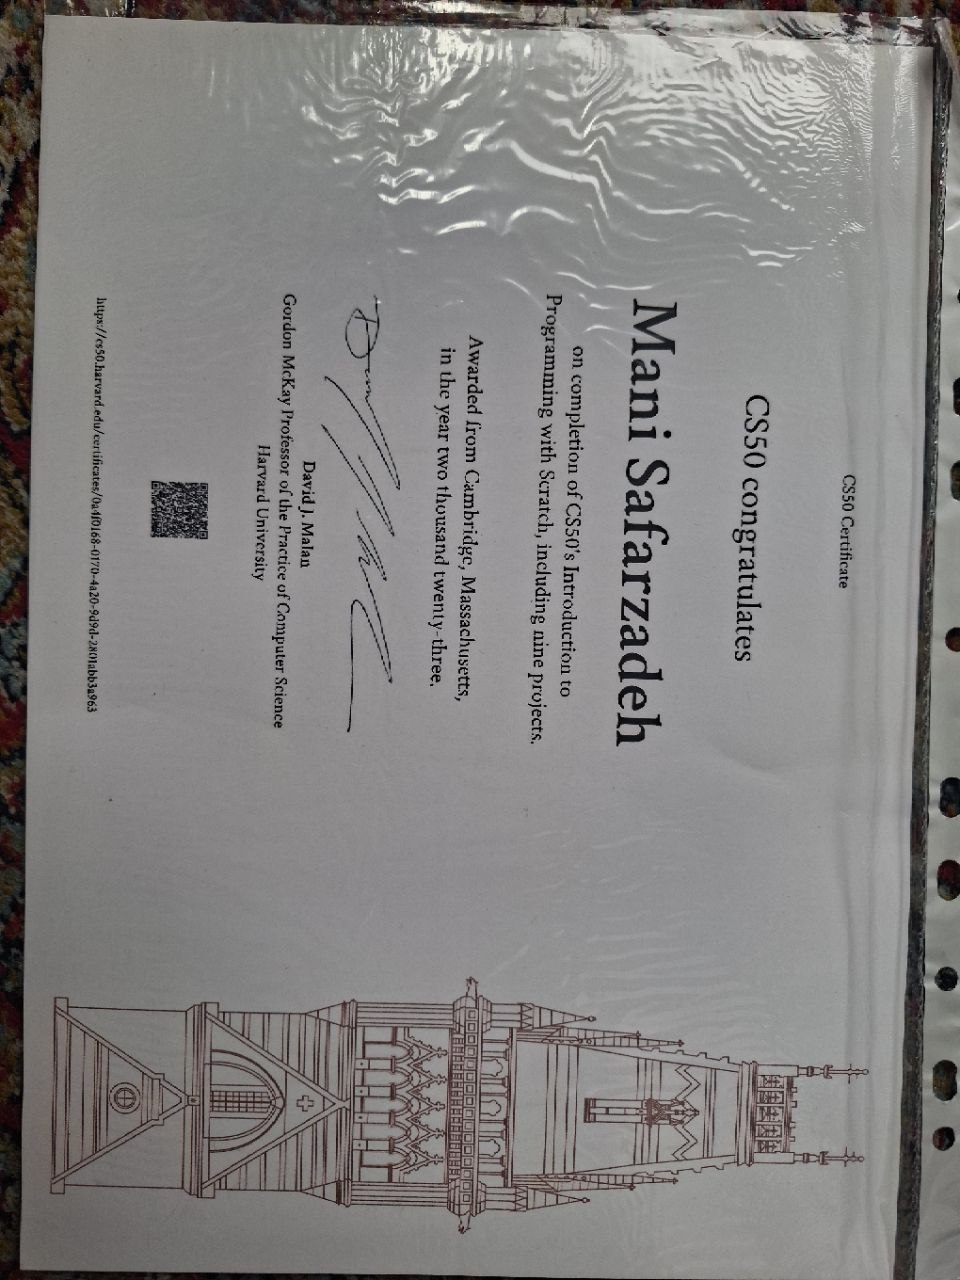 CS50 Certificate
CS50 congratulates
Mani Safarzadeh
on completion of CS50's Introduction to
Programming with Scratch, including nine projects.
Awarded from Cambridge, Massachusetts,
in the year two thousand twenty-three.
David J. Malan
Gordon McKay Professor of the Practice of Computer Science
Harvard University
https://cs50.harvard.edu/certificates/0a4f0168-0170-4a20-9d9d-2801abb3a963